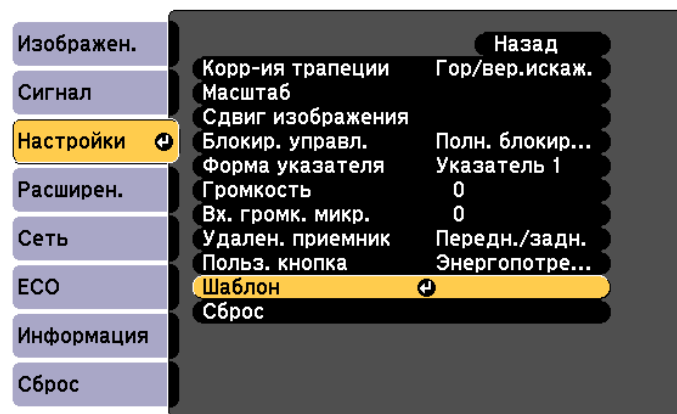 Изображен.
Сигнал
Настройки
Расширен.
Сеть
ECO
Информация
Сброс
Назад
Корр-ия трапеции Гор/вер.искаж.
Масштаб
Сдвиг изображения
Блокир. управл. Полн. блокир...
Форма указателя Указатель 1
Громкость 0
Вх. громк. микр. 0
Удален. приемник Передн./задн.
Польз. кнопка Энергопотре...
Шаблон
Сброс